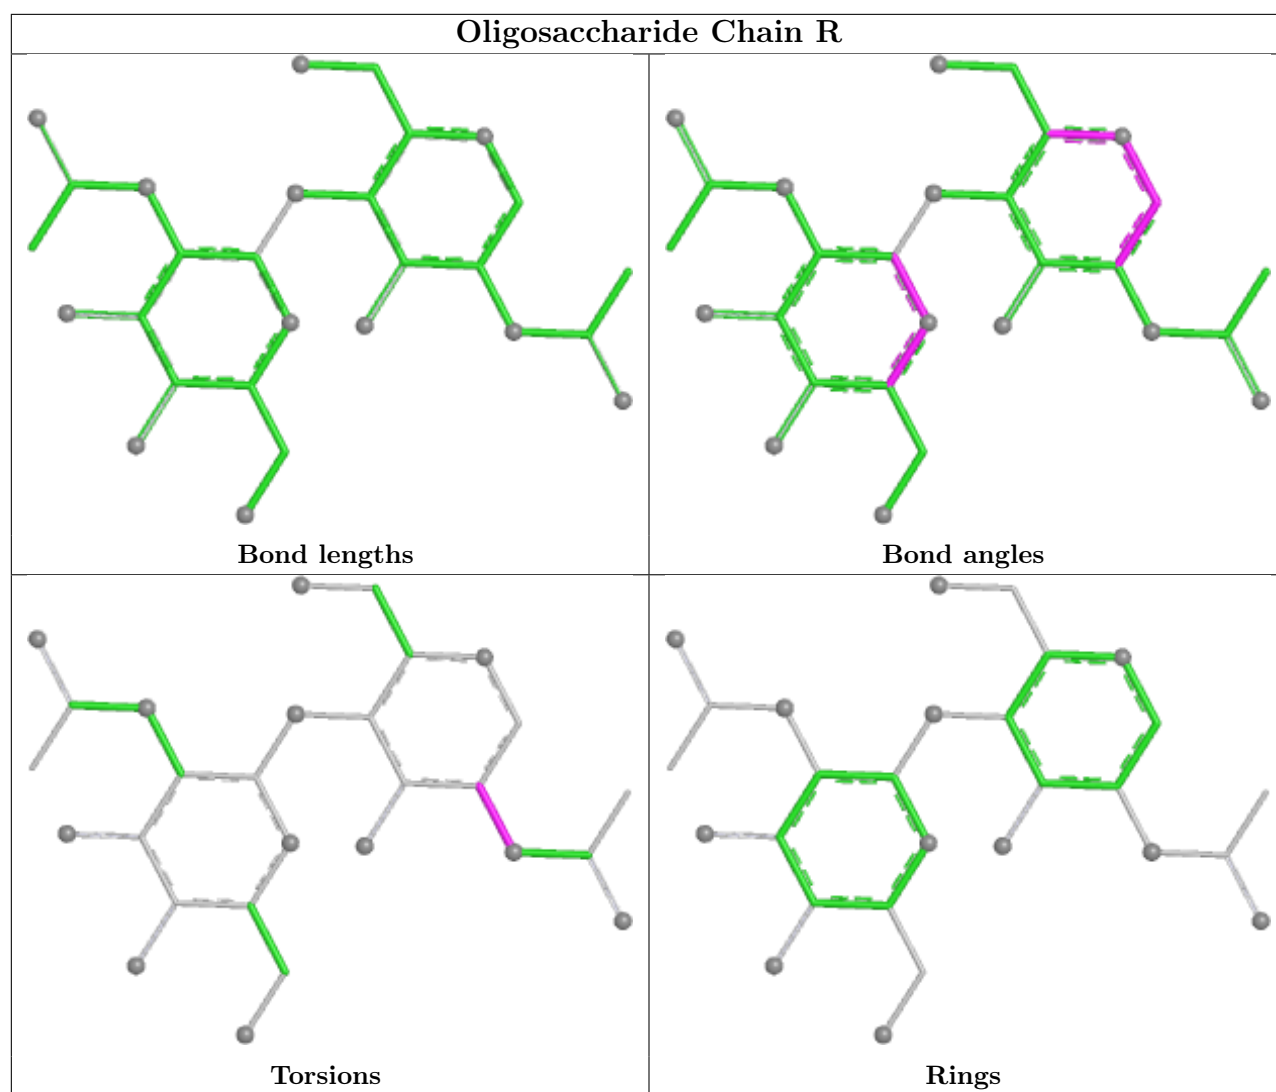 Oligosaccharide Chain R
Bond lengths
Bond angles
Torsions
Rings